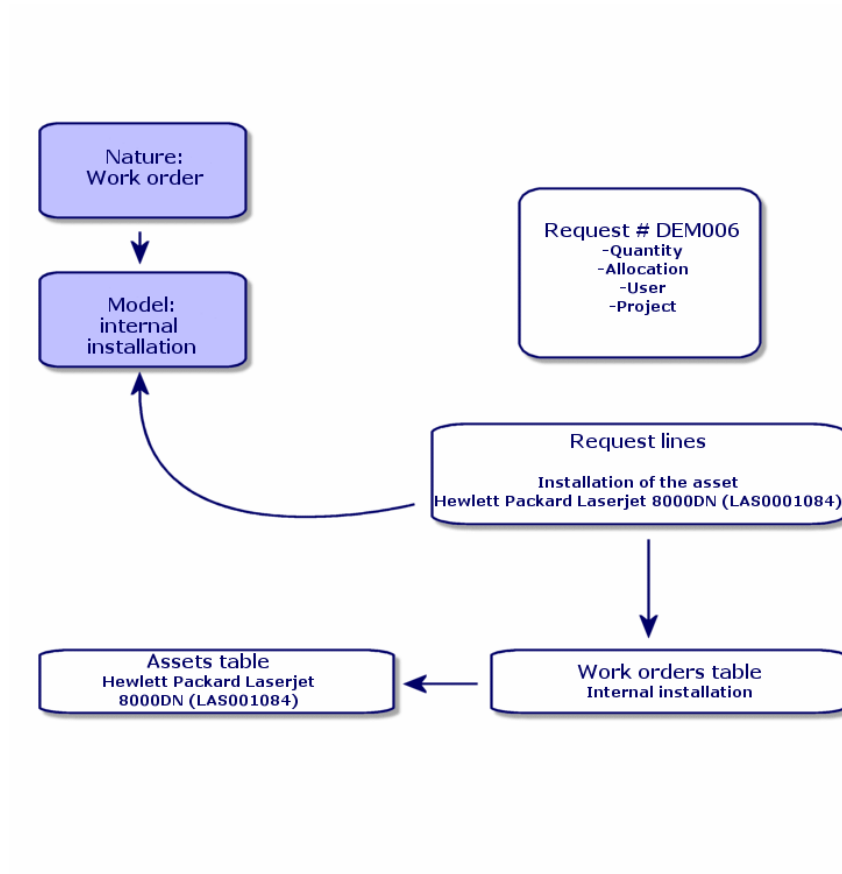 Nature:
Work order
Model:
internal
installation
Request # DEM006
-Quantity
-Allocation
-User
-Project
Request lines
Installation of the asset
Hewlett Packard Laserjet 8000DN (LAS0001084)
Assets table
Hewlett Packard Laserjet
8000DN (LAS001084)
Work orders table
Internal installation